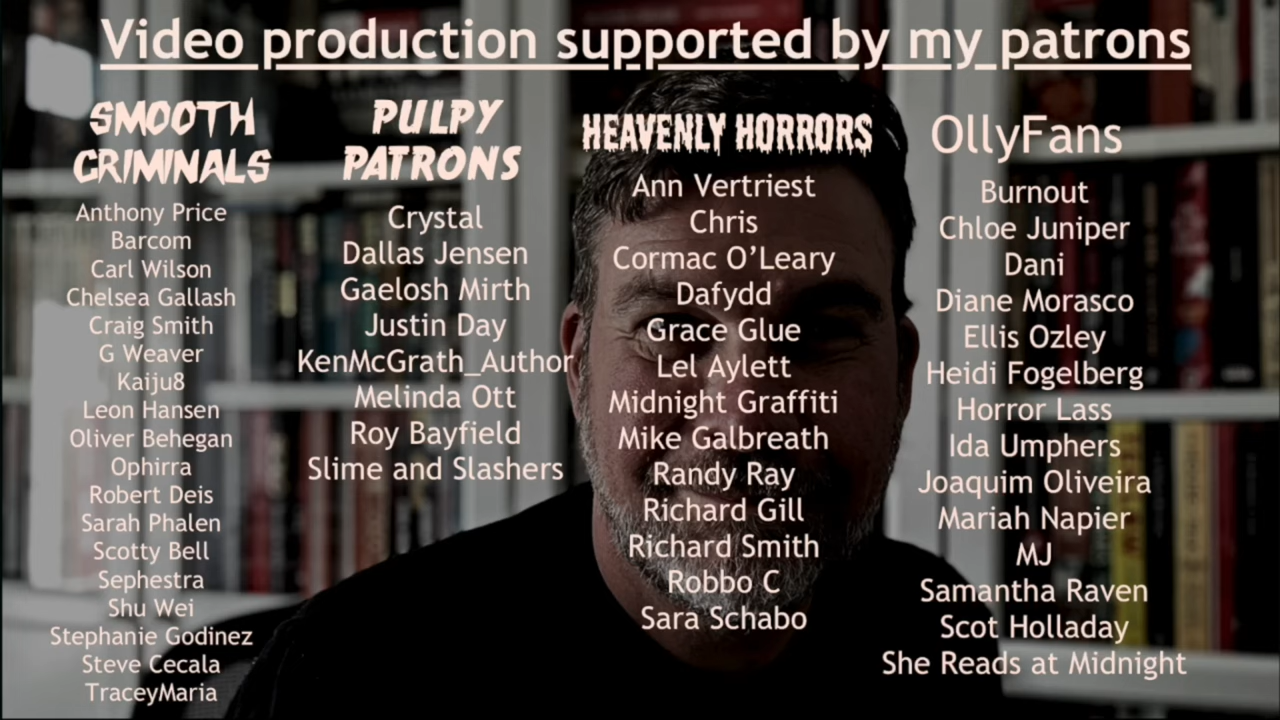 Video production supported by my patrons
SMOOTH
CRIMINALS
Anthony Price
Barcom
Carl Wilson
Chelsea Gallash
Craig Smith
G Weaver
Kaiju8
Leon Hansen
Oliver Behegan
Ophirra
Robert Deis
Sarah Phalen
Scotty Bell
Sephestra
Shu Wei
Stephanie Godinez
Steve Cecala
TraceyMaria
PULPY
PATRONS
Crystal
Dallas Jensen
Gaelosh Mirth
Justin Day
KenMcGrath_Author
Melinda Ott
Roy Bayfield
Slime and Slashers
HEAVENLY HORRORS
Ann Vertriest
Chris
Cormac O’Leary
Dafydd
Grace Glue
Lel Aylett
Midnight Graffiti
Mike Galbreath
Randy Ray
Richard Gill
Richard Smith
Robbo C
Sara Schabo
OllyFans
Burnout
Chloe Juniper
Dani
Diane Morasco
Ellis Ozley
Heidi Fogelberg
Horror Lass
Ida Umphers
Joaquim Oliveira
Mariah Napier
MJ
Samantha Raven
Scot Holladay
She Reads at Midnight